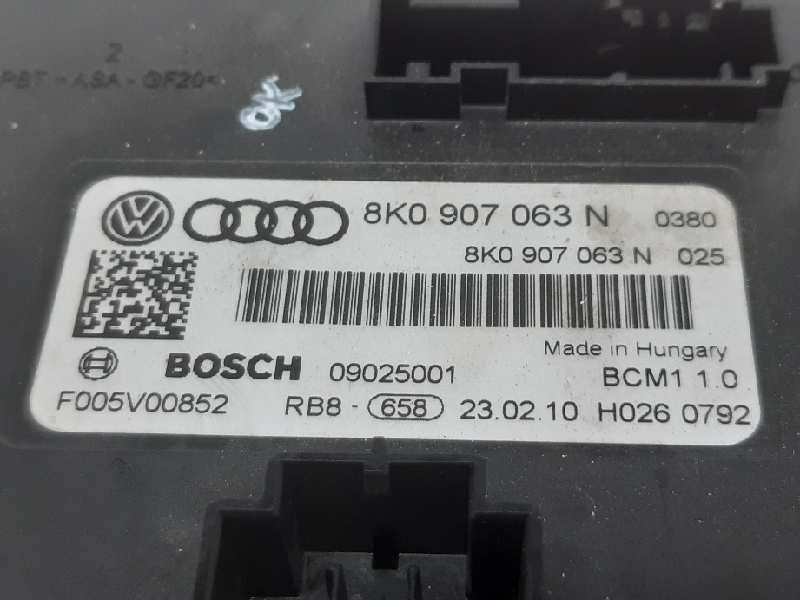 2
PBT - ASA - GF20<
OK
8K0 907 063 N 0380
8K0 907 063 N 025
Made in Hungary
BOSCH 09025001 BCM1 1.0
F005V00852 RB8 - 658 23.02.10 H026 0792